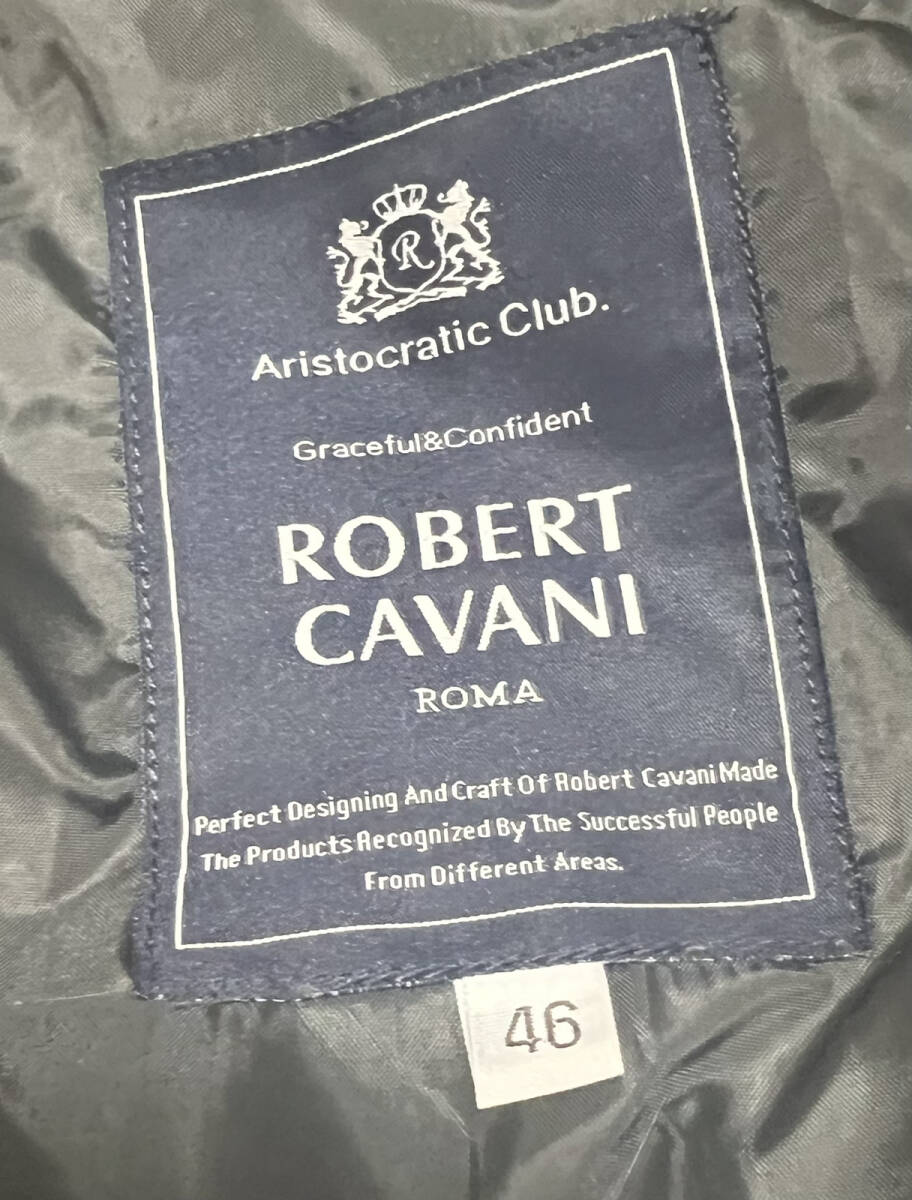 R
Aristocratic Club.
Graceful&Confident
ROBERT
CAVANI
ROMA
Perfect Designing And Craft Of Robert Cavani Made
The Products Recognized By The Successful People
From Different Areas.
46